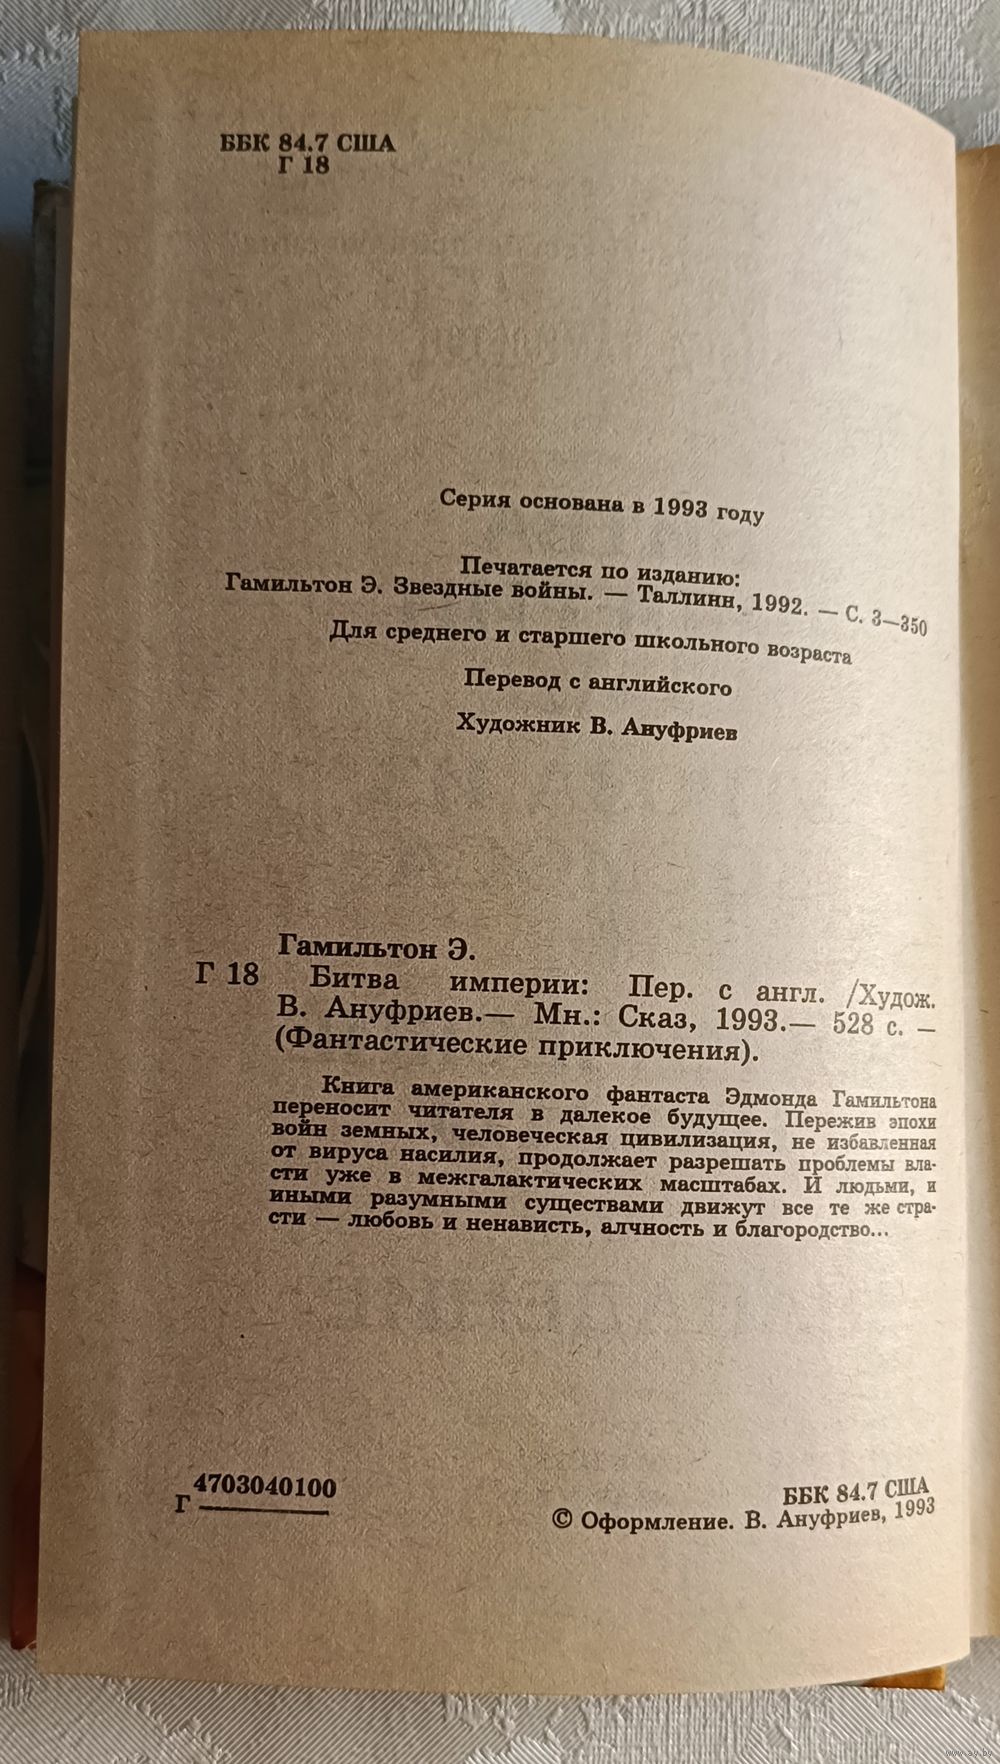 ББК 84.7 США
Г 18
Серия основана в 1993 году
Печатается по изданию:
Гамильтон Э. Звездные войны. — Таллинн, 1992. — С. 3—350
Для среднего и старшего школьного возраста
Перевод с английского
Художник В. Ануфриев
Гамильтон Э.
Г 18 Битва империи: Пер. с англ. /Худож.
В. Ануфриев.— Мн.: Сказ, 1993.— 528 с. —
(Фантастические приключения).
Книга американского фантаста Эдмонда Гамильтона
переносит читателя в далекое будущее. Пережив эпохи
войн земных, человеческая цивилизация, не избавленная
от вируса насилия, продолжает разрешать проблемы вла-
сти уже в межгалактических масштабах. И людьми, и
иными разумными существами движут все те же стра-
сти — любовь и ненависть, алчность и благородство...
4703040100
Г
ББК 84.7 США
© Оформление. В. Ануфриев, 1993
www.ay.by